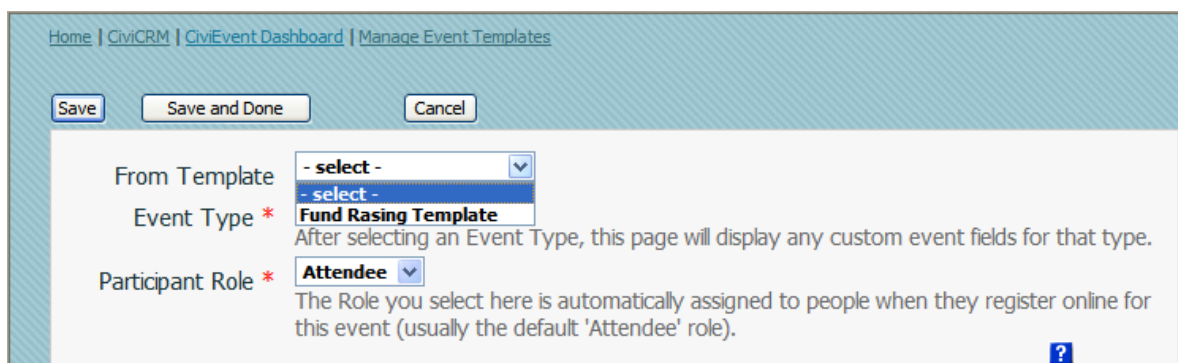 Home | CiviCRM | CiviEvent Dashboard | Manage Event Templates
Save Save and Done Cancel
From Template - select -
- select -
Event Type * Fund Rasing Template
After selecting an Event Type, this page will display any custom event fields for that type.
Participant Role * Attendee
The Role you select here is automatically assigned to people when they register online for
this event (usually the default 'Attendee' role).
?